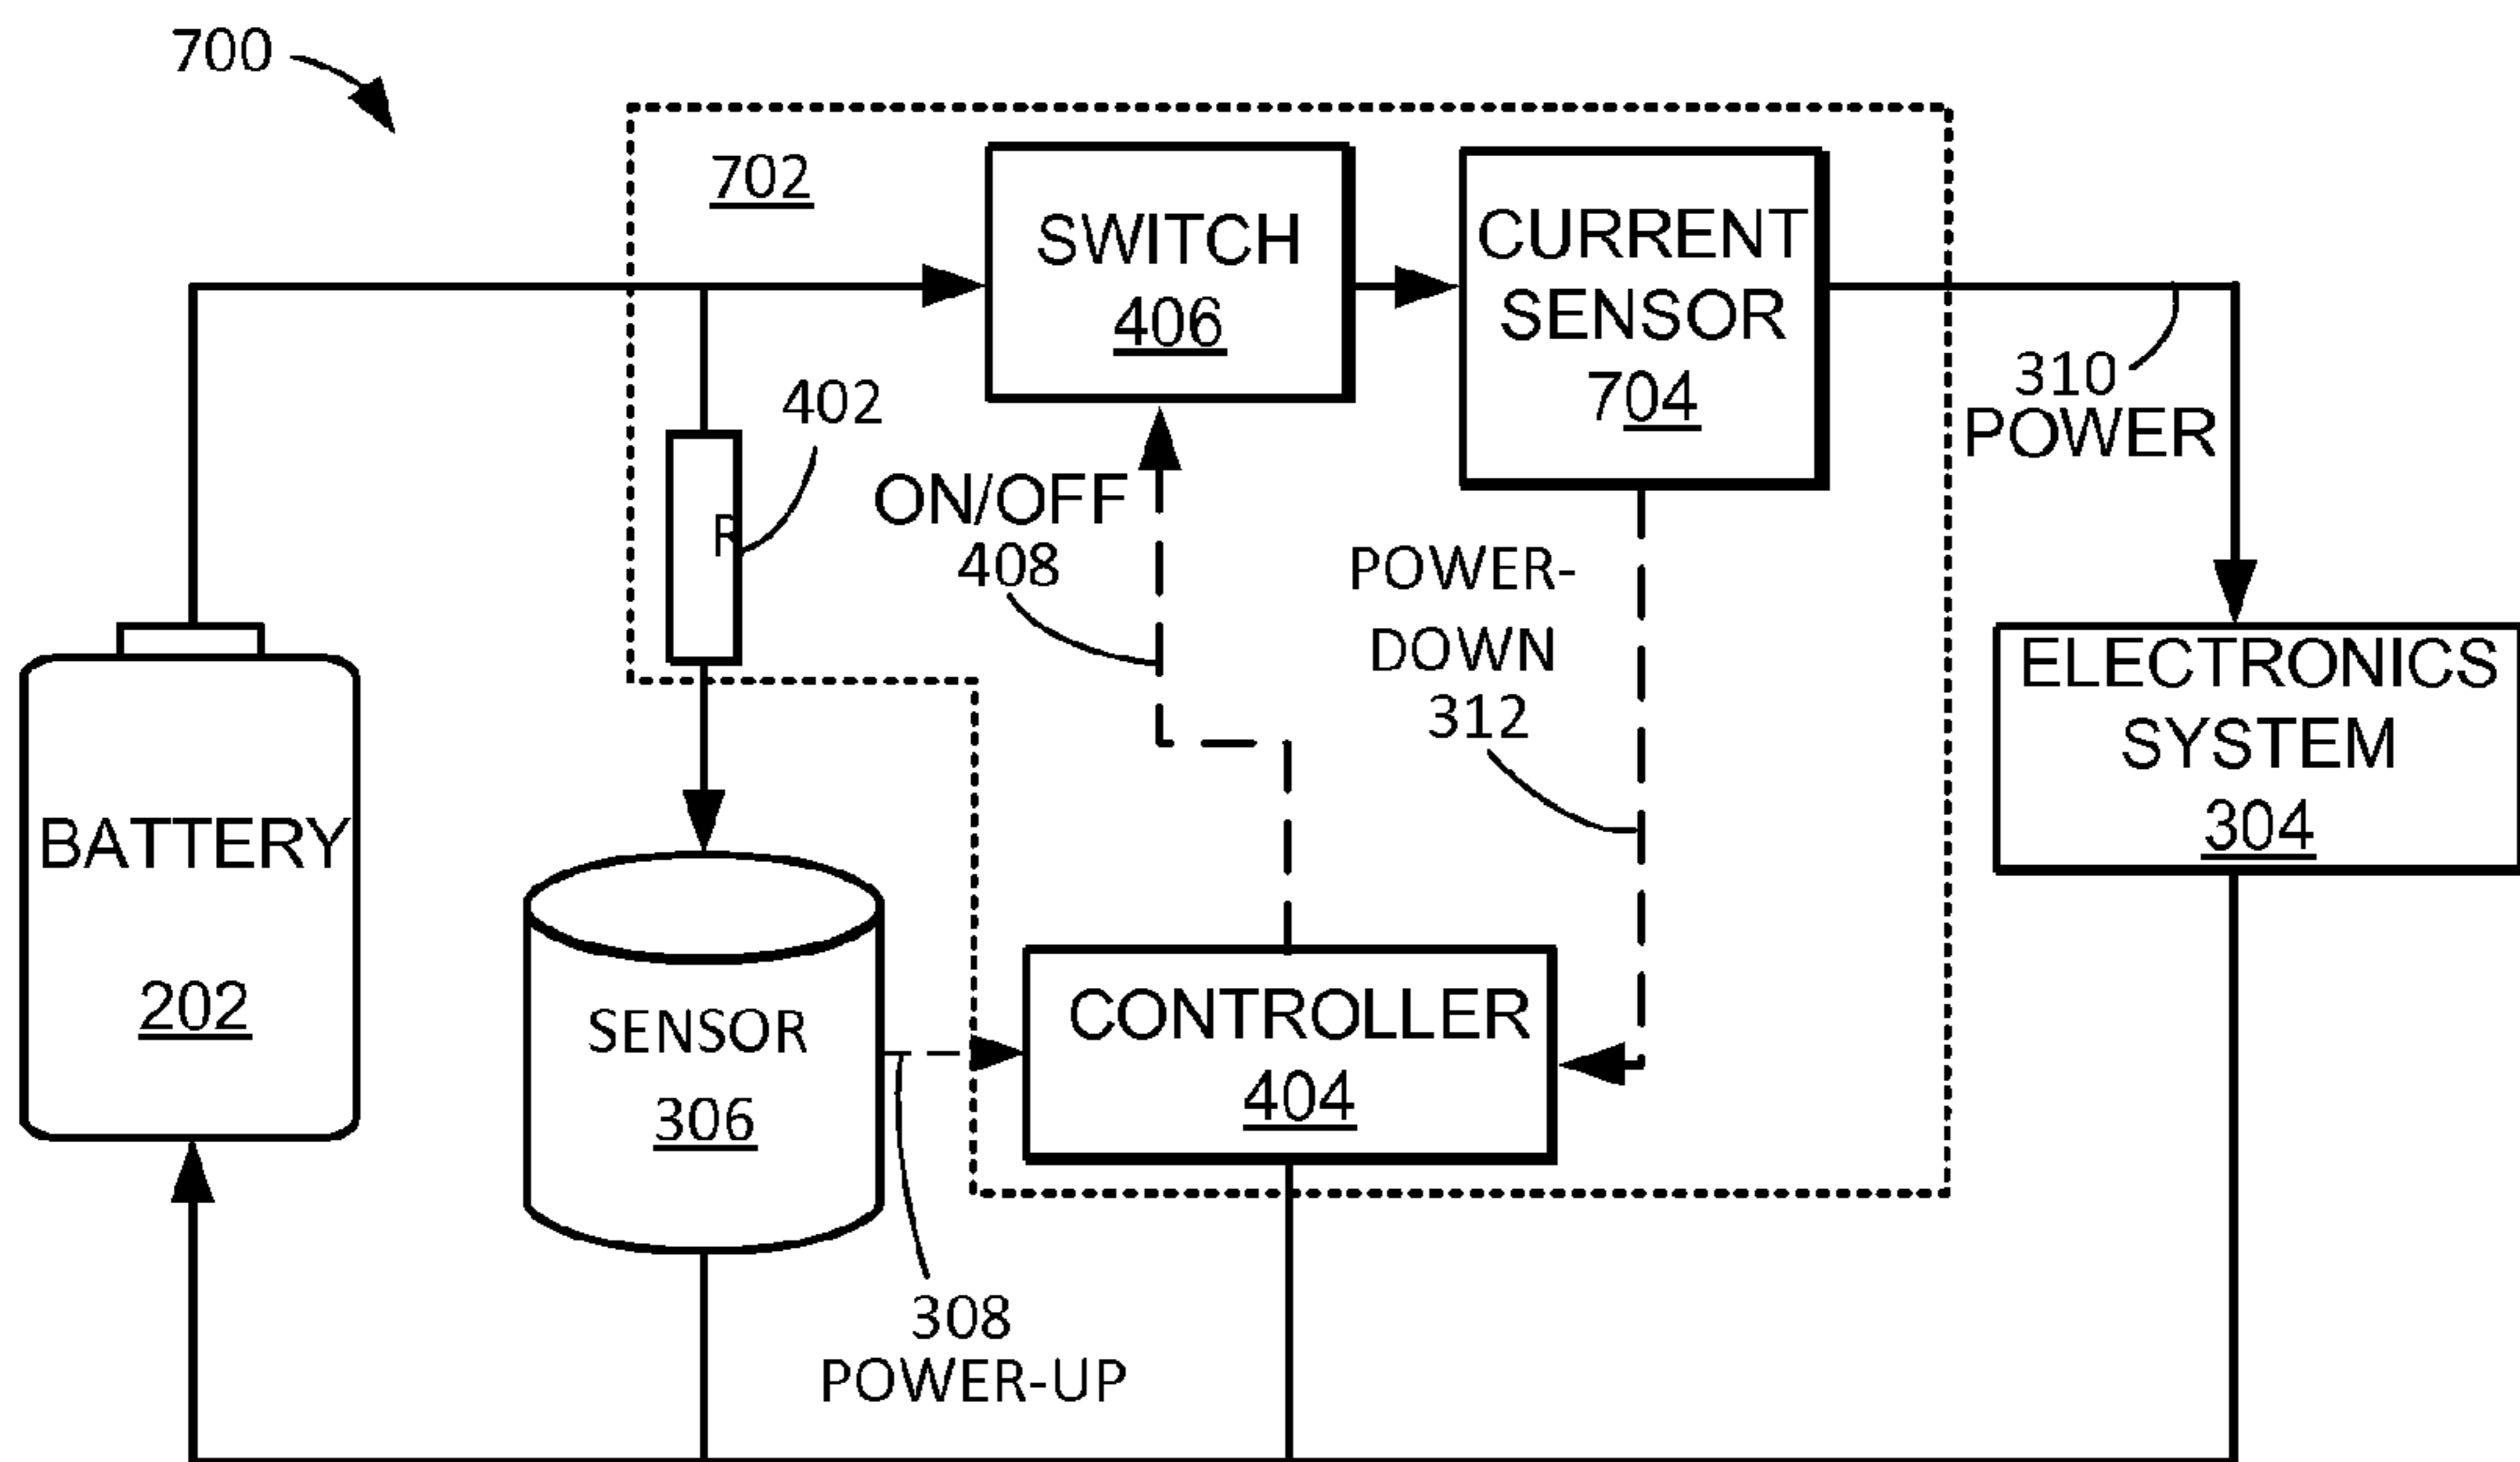 700
702
SWITCH
406
CURRENT
SENSOR
704
310
POWER
402
R
ON/OFF
408
POWER-
DOWN
312
ELECTRONICS
SYSTEM
304
BATTERY
202
SENSOR
306
CONTROLLER
404
308
POWER-UP